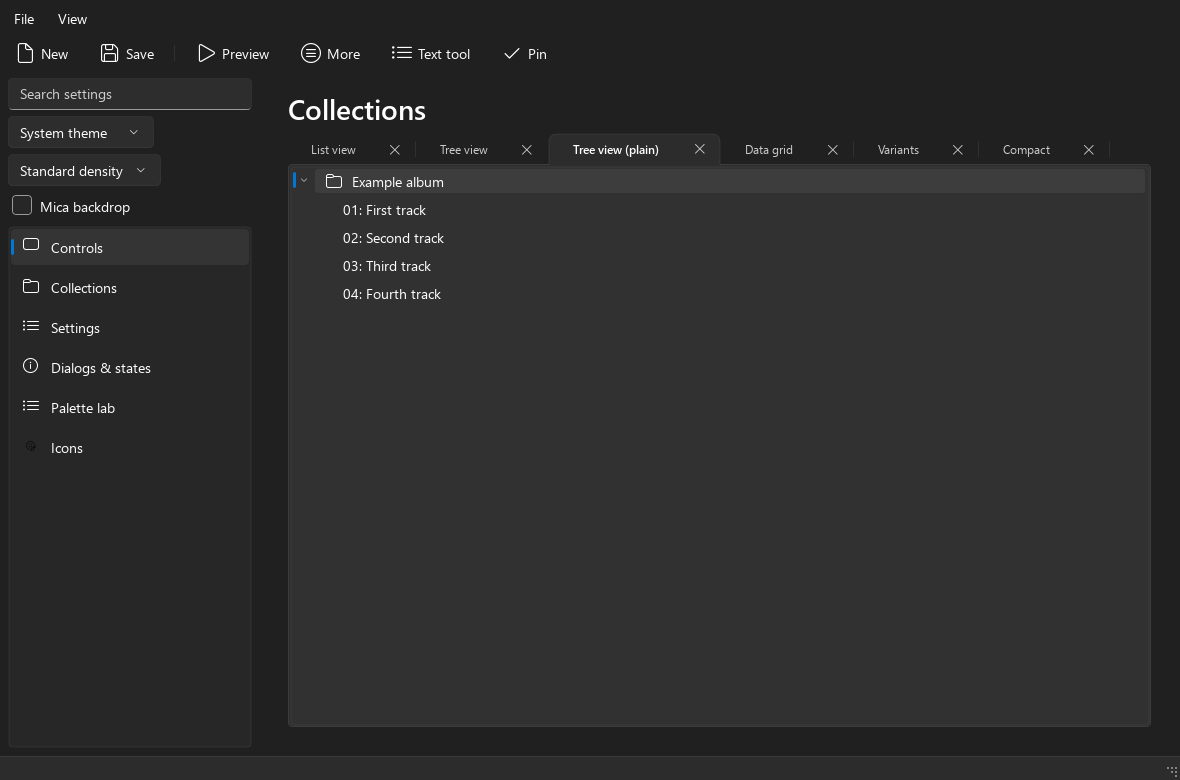 File View
New Save Preview More Text tool Pin
Search settings
System theme
Standard density
Mica backdrop
Controls
Collections
Settings
Dialogs & states
Palette lab
Icons
Collections
List view Tree view Tree view (plain) Data grid Variants Compact
Example album
01: First track
02: Second track
03: Third track
04: Fourth track